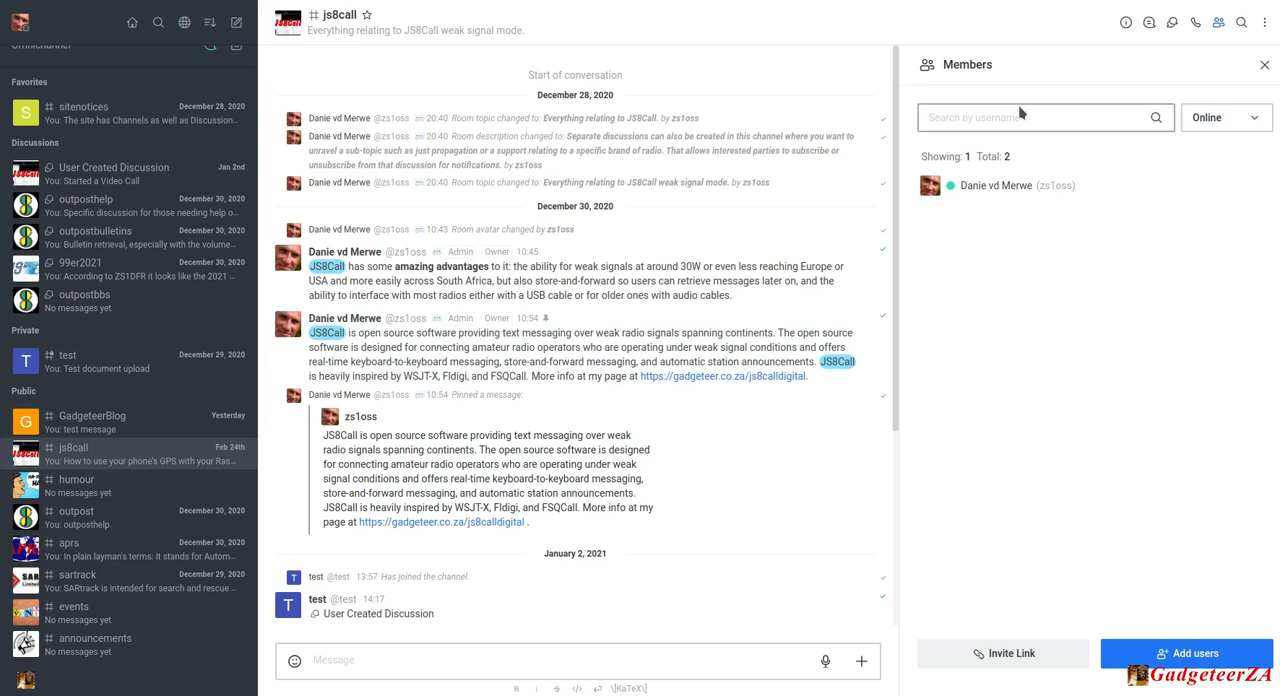 Omnichannel
Favorites
S
sitenotices December 28, 2020
You: The site has Channels as well as Discussion...
Discussions
User Created Discussion Jan 2nd
You: Started a Video Call
outposthelp December 30, 2020
You: Specific discussion for those needing help o...
outpostbulletins December 30, 2020
You: Bulletin retrieval, especially with the volume...
99er2021 December 30, 2020
You: According to ZS1DFR it looks like the 2021 ...
outpostbbs
No messages yet
Private
T
test December 29, 2020
You: Test document upload
Public
G
# GadgeteerBlog Yesterday
You: test message
# js8call Feb 24th
You: How to use your phone's GPS with your Ras...
# humour
No messages yet
# outpost December 30, 2020
You: outposthelp
# aprs December 30, 2020
You: In plain layman's terms: It stands for Autom...
# sartrack December 29, 2020
You: SARtrack is intended for search and rescue ...
# events
No messages yet
# announcements
No messages yet
# js8call
Everything relating to JS8Call weak signal mode.
Start of conversation
December 28, 2020
Danie vd Merwe @zs1oss 20:40 Room topic changed to: Everything relating to JS8Call. by zs1oss
Danie vd Merwe @zs1oss 20:40 Room description changed to: Separate discussions can also be created in this channel where you want to
unravel a sub-topic such as just propagation or a support relating to a specific brand of radio. That allows interested parties to subscribe or
unsubscribe from that discussion for notifications. by zs1oss
Danie vd Merwe @zs1oss 20:40 Room topic changed to: Everything relating to JS8Call weak signal mode. by zs1oss
December 30, 2020
Danie vd Merwe @zs1oss 10:43 Room avatar changed by zs1oss
Danie vd Merwe @zs1oss Admin Owner 10:45
JS8Call has some amazing advantages to it: the ability for weak signals at around 30W or even less reaching Europe or
USA and more easily across South Africa, but also store-and-forward so users can retrieve messages later on, and the
ability to interface with most radios either with a USB cable or for older ones with audio cables.
Danie vd Merwe @zs1oss Admin Owner 10:54
JS8Call is open source software providing text messaging over weak radio signals spanning continents. The open source
software is designed for connecting amateur radio operators who are operating under weak signal conditions and offers
real-time keyboard-to-keyboard messaging, store-and-forward messaging, and automatic station announcements. JS8Call
is heavily inspired by WSJT-X, Fldigi, and FSQCall. More info at my page at https://gadgeteer.co.za/js8calldigital.
Danie vd Merwe @zs1oss 10:54 Pinned a message:
zs1oss
JS8Call is open source software providing text messaging over weak
radio signals spanning continents. The open source software is designed
for connecting amateur radio operators who are operating under weak
signal conditions and offers real-time keyboard-to-keyboard messaging,
store-and-forward messaging, and automatic station announcements.
JS8Call is heavily inspired by WSJT-X, Fldigi, and FSQCall. More info at my
page at https://gadgeteer.co.za/js8calldigital .
January 2, 2021
T test @test 13:57 Has joined the channel.
T test @test 14:17
User Created Discussion
Message
B i S </> \[KaTeX\]
Members
Search by username
Online
Showing: 1 Total: 2
Danie vd Merwe (zs1oss)
Invite Link
Add users
GadgeteerZA